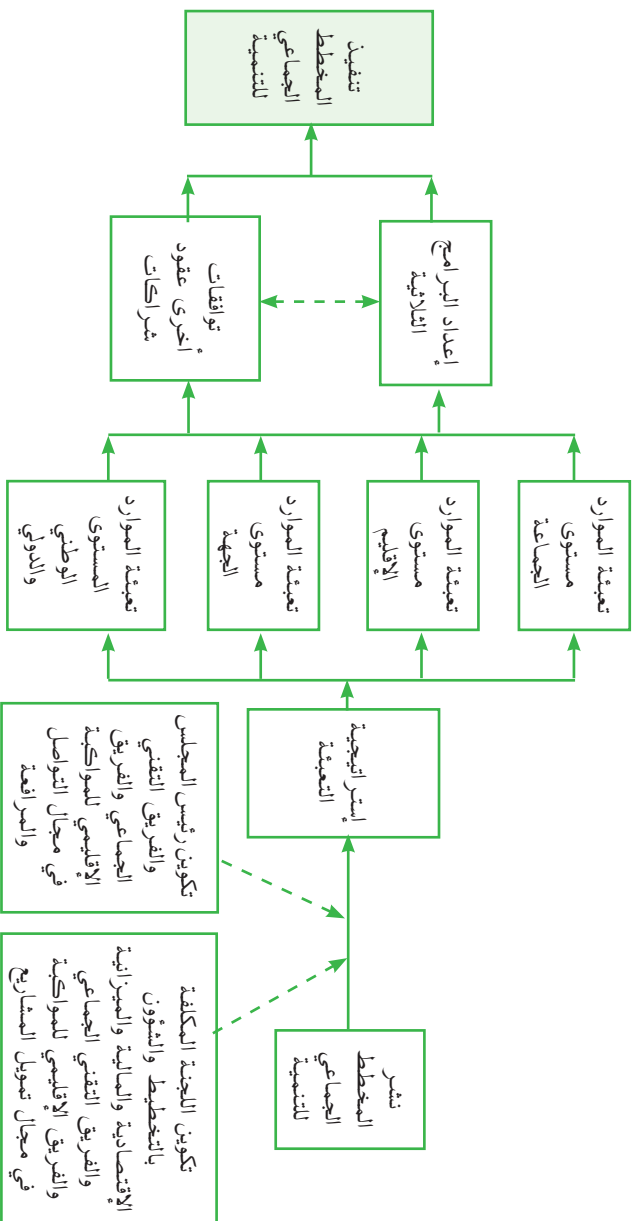 نشر
المخطط
الجماعي
للتنمية
تكوين اللجنة المكلفة
بالتخطيط والشؤون
الإقتصادية والمالية والميزانية
والفريق التقني الجماعي
والفريق الإقليمي للمواكبة
في مجال تمويل المشاريع
تكوين رئيس المجلس
والفريق التقني
الجماعي والفريق
الإقليمي للمواكبة
في مجال التواصل
والمرافعة
إستراتيجية
التعبئة
تعبئة الموارد
مستوى
الجماعة
تعبئة الموارد
مستوى
الإقليم
تعبئة الموارد
مستوى
الجهة
تعبئة الموارد
المستوى
الوطني
والدولي
إعداد البرامج
الثلاثية
توافقات
أخرى عقود
شراكات
تنفيذ
المخطط
الجماعي
للتنمية